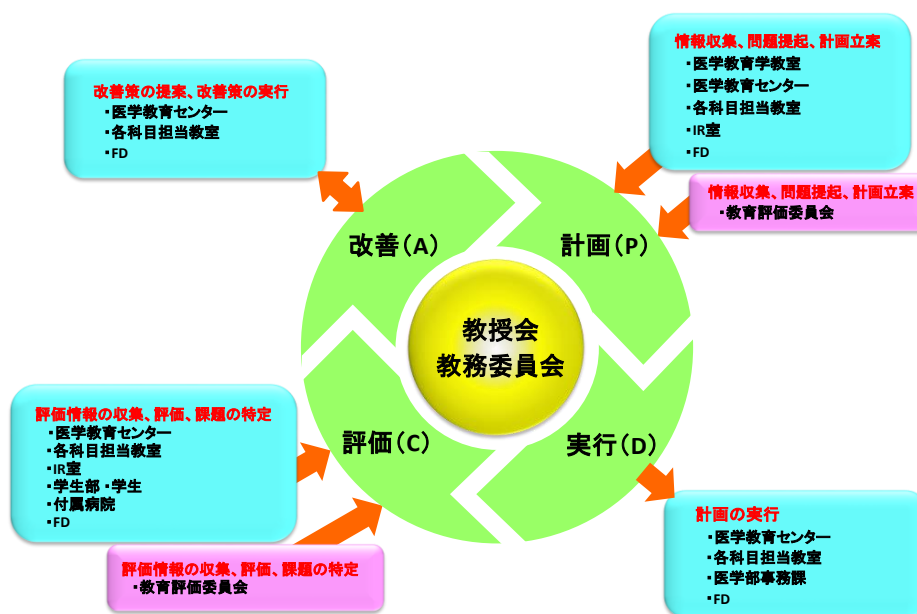 情報収集、問題提起、計画立案
・医学教育学教室
・医学教育センター
・各科目担当教室
・IR室
・FD
情報収集、問題提起、計画立案
・教育評価委員会
改善策の提案、改善策の実行
・医学教育センター
・各科目担当教室
・FD
改善(A)
計画(P)
教授会
教務委員会
評価(C)
実行(D)
評価情報の収集、評価、課題の特定
・医学教育センター
・各科目担当教室
・IR室
・学生部 ・学生
・付属病院
・FD
評価情報の収集、評価、課題の特定
・教育評価委員会
計画の実行
・医学教育センター
・各科目担当教室
・医学部事務課
・FD